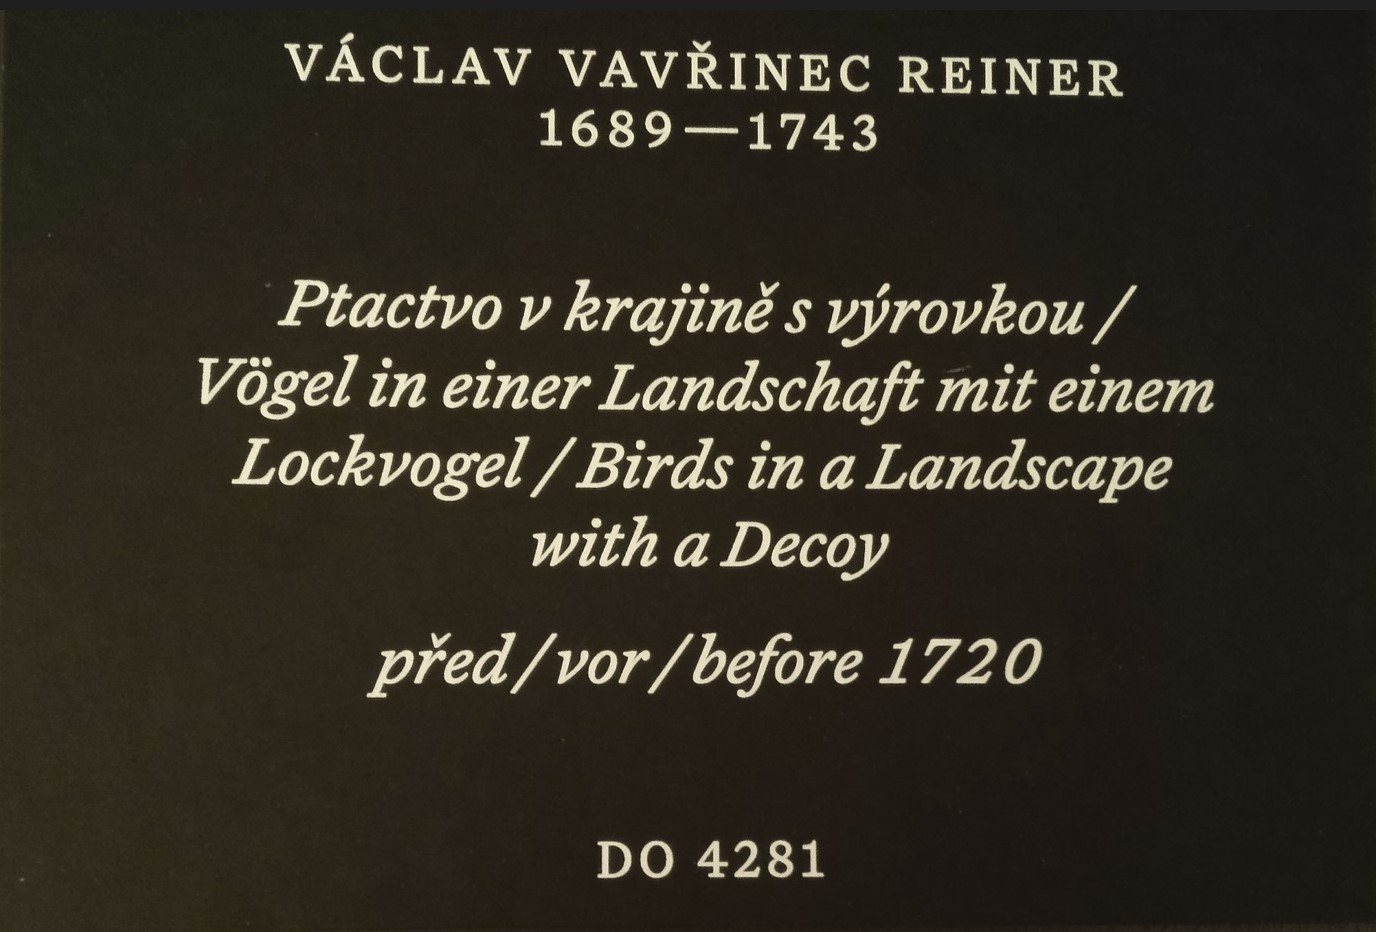 VÁCLAV VAVŘINEC REINER
1689—1743
Ptactvo v krajině s výrovkou /
Vögel in einer Landschaft mit einem
Lockvogel / Birds in a Landscape
with a Decoy
před/vor/before 1720
DO 4281